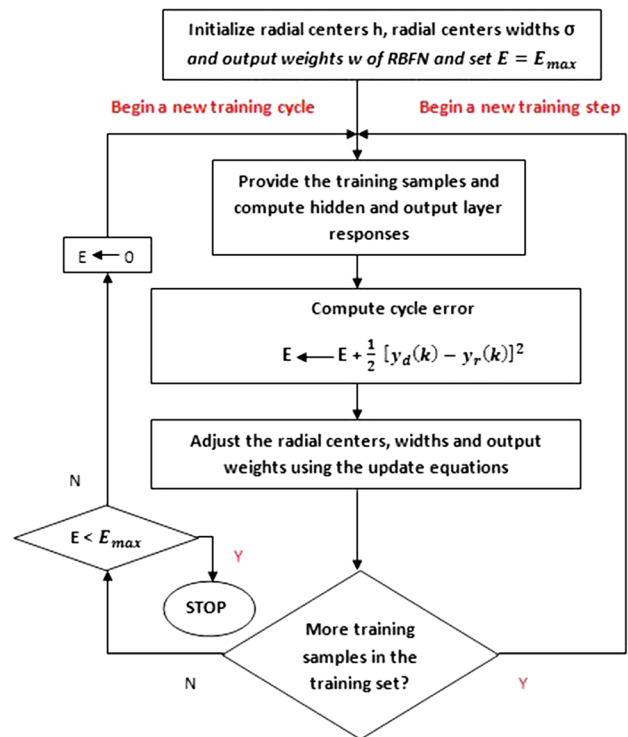 Initialize radial centers h, radial centers widths σ
and output weights w of RBFN and set E = E_max
Begin a new training cycle
Begin a new training step
Provide the training samples and
compute hidden and output layer
responses
E ← 0
Compute cycle error
E ← E + 1/2 [y_d(k) − y_r(k)]²
Adjust the radial centers, widths and output
weights using the update equations
N
E < E_max
Y
STOP
More training
samples in the
training set?
N
Y